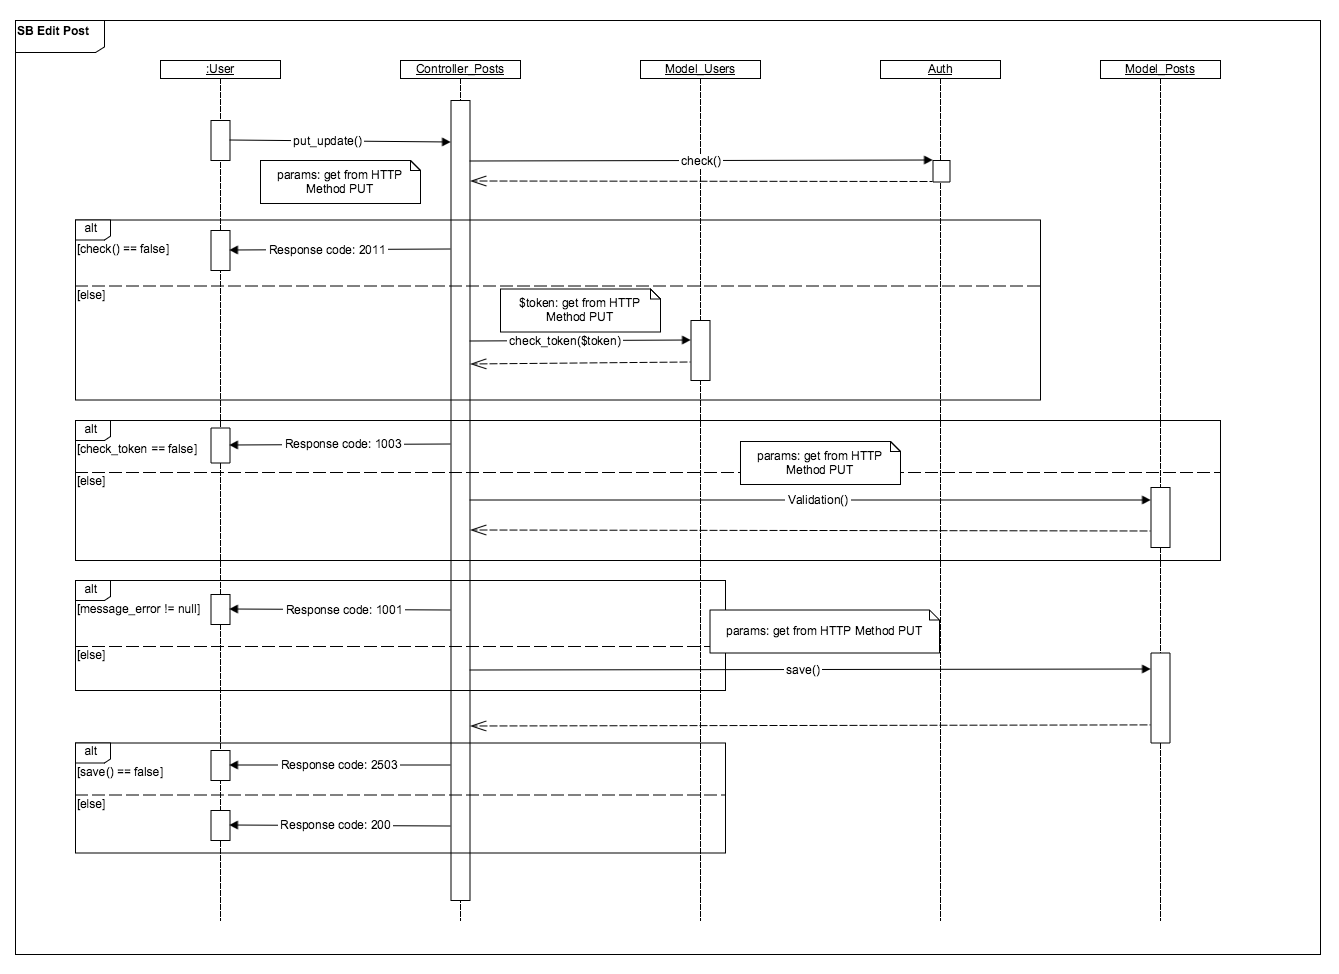 SB Edit Post
:User
Controller_Posts
Model_Users
Auth
Model_Posts
put_update()
check()
params: get from HTTP
Method PUT
alt
[check() == false]
Response code: 2011
[else]
$token: get from HTTP
Method PUT
check_token($token)
alt
[check_token == false]
Response code: 1003
params: get from HTTP
Method PUT
[else]
Validation()
alt
[message_error != null]
Response code: 1001
params: get from HTTP Method PUT
[else]
save()
alt
[save() == false]
Response code: 2503
[else]
Response code: 200